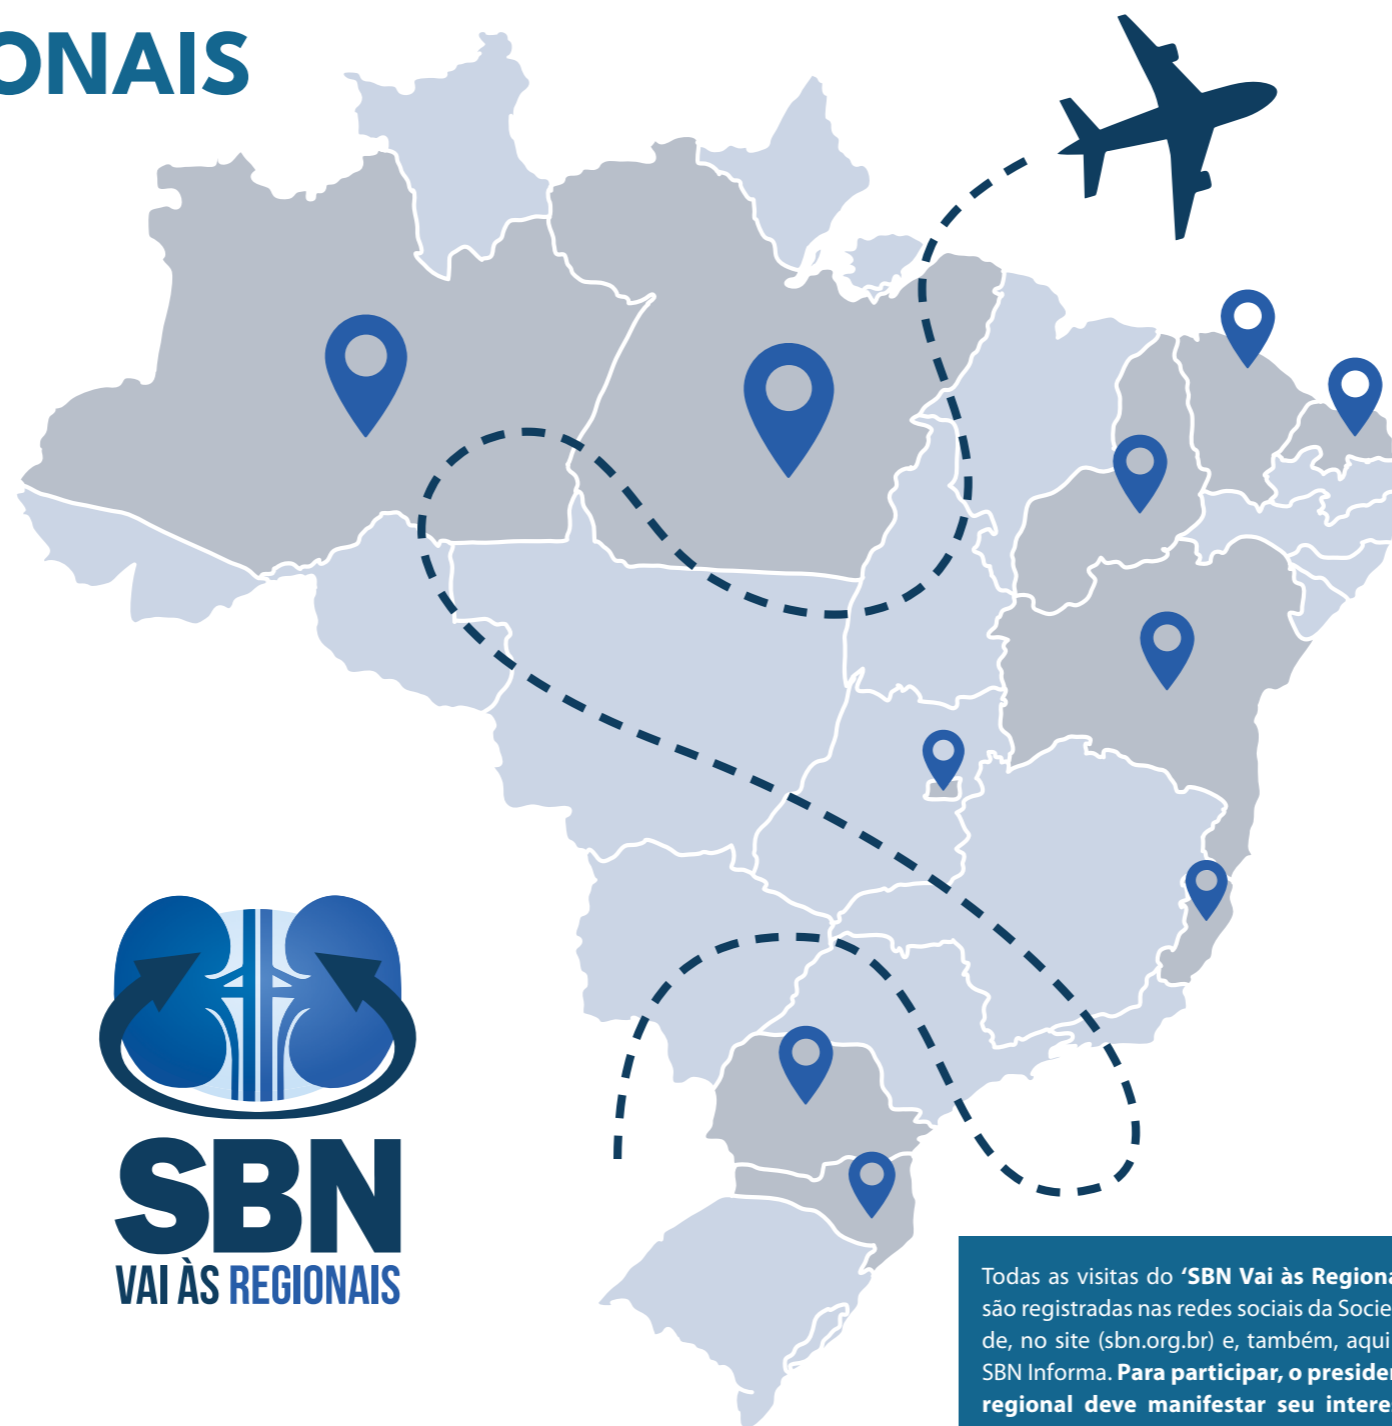 ONAIS
SBN
VAI ÀS REGIONAIS
Todas as visitas do ‘SBN Vai às Regiona
são registradas nas redes sociais da Socie
de, no site (sbn.org.br) e, também, aqui
SBN Informa. Para participar, o presiden
regional deve manifestar seu intere